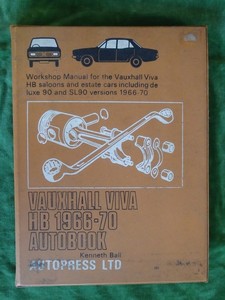 Workshop Manual for the Vauxhall Viva
HB saloons and estate cars including de
luxe 90 and SL90 versions 1966-70
VAUXHALL VIVA
HB 1966-70
AUTOBOOK
Kenneth Ball
AUTOPRESS LTD